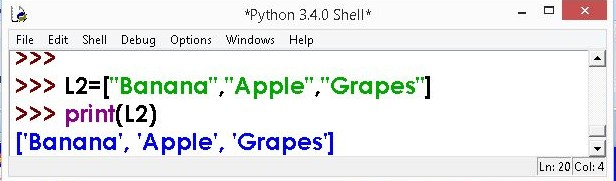 *Python 3.4.0 Shell*
File Edit Shell Debug Options Windows Help
>>>
>>> L2=["Banana","Apple","Grapes"]
>>> print(L2)
['Banana', 'Apple', 'Grapes']
Ln: 20 Col: 4